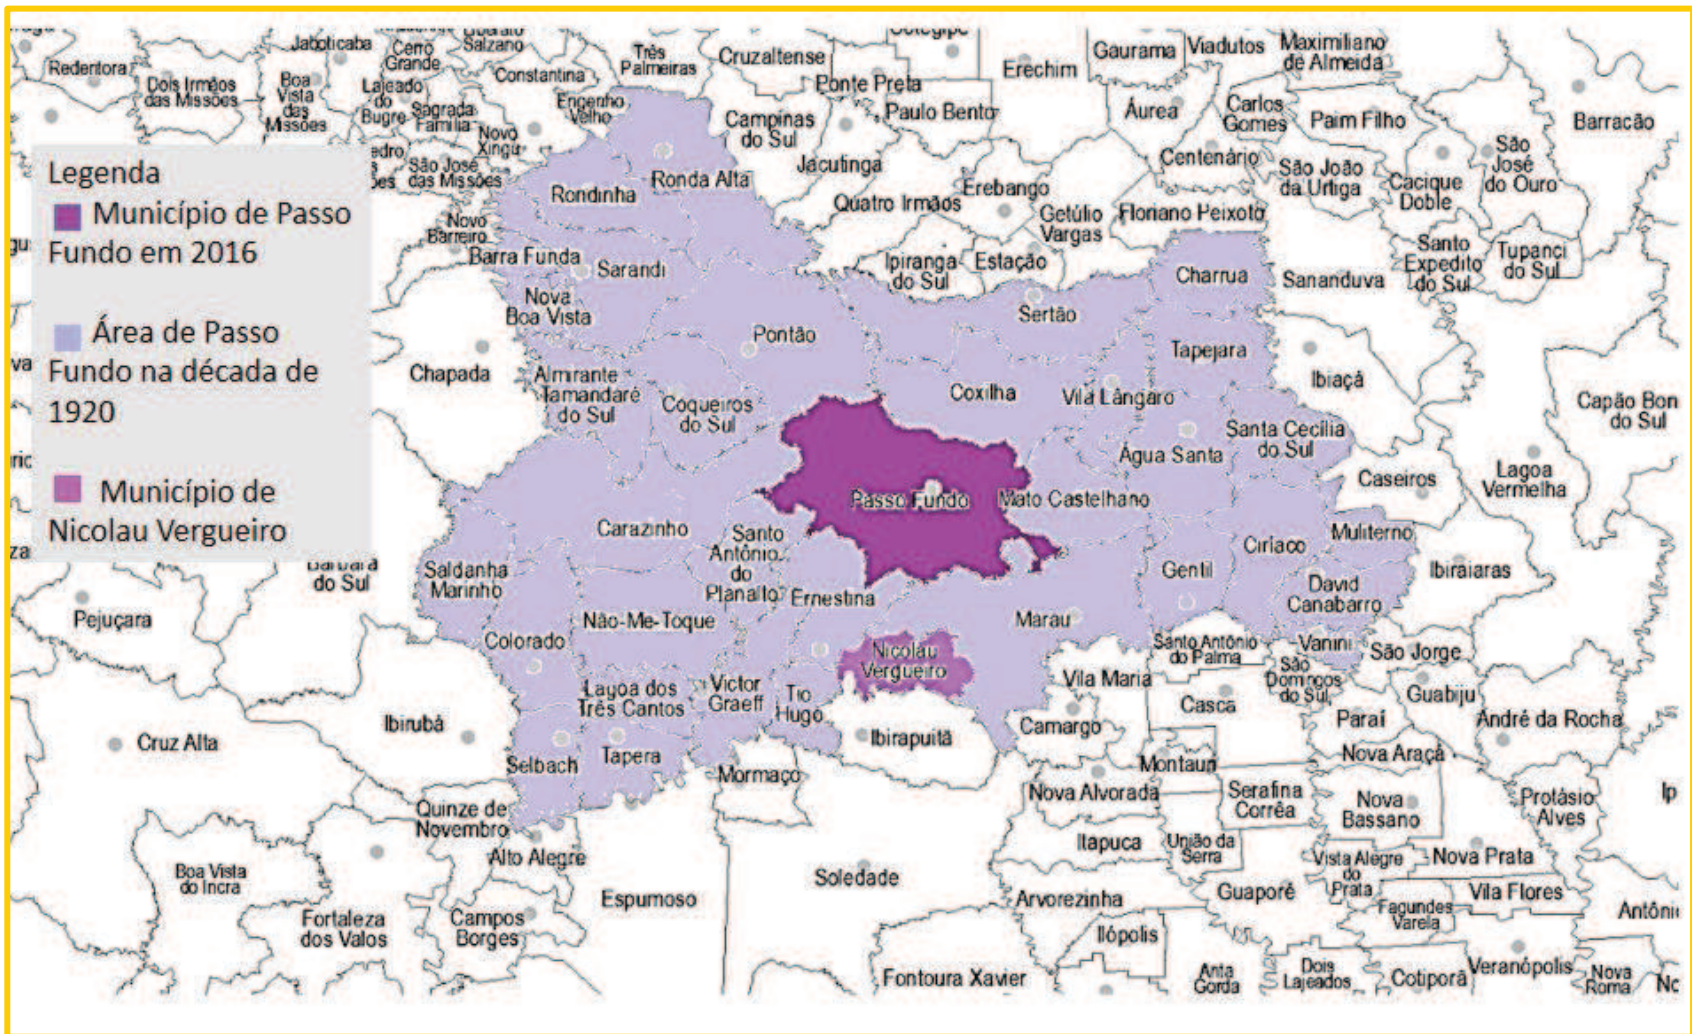 Legenda
Município de Passo
Fundo em 2016
Área de Passo
Fundo na década de
1920
Município de
Nicolau Vergueiro
Redentora
Dois Irmãos
das Missões
Jaboticaba
Boa
Vista
das
Missões
Cerro
Grande
Lajeado
do
Bugre
Sagrada
Família
Salzano
Constantina
Engenho
Velho
Novo
Xingu
São José
das Missões
Três
Palmeiras
Cruzaltense
Campinas
do Sul
Ponte Preta
Paulo Bento
Jacutinga
Erechim
Gaurama
Viadutos
Maximiliano
de Almeida
Áurea
Carlos
Gomes
Paim Filho
Barracão
Centenário
São João
da Urtiga
Cacique
Doble
São
José
do Ouro
Quatro Irmãos
Erebango
Getúlio
Vargas
Floriano Peixoto
Ipiranga
do Sul
Estação
Santo
Expedito
do Sul
Tupanci
do Sul
Sananduva
Novo
Barreiro
Rondinha
Ronda Alta
Barra Funda
Sarandi
Nova
Boa Vista
Pontão
Sertão
Charrua
Tapejara
Chapada
Almirante
Tamandaré
do Sul
Coqueiros
do Sul
Coxilha
Vila Lângaro
Ibiaçá
Capão Bon
do Sul
Água Santa
Santa Cecília
do Sul
Caseiros
Lagoa
Vermelha
Passo Fundo
Mato Castelhano
Carazinho
Santo
Antônio
do
Planalto
Ernestina
Ciríaco
Muliterno
Gentil
David
Canabarro
Ibiraiaras
do Sul
Saldanha
Marinho
Pejuçara
Colorado
Não-Me-Toque
Marau
Nicolau
Vergueiro
Santo Antônio
do Palma
Vanini
São Jorge
São
Domingos
do Sul
Vila Maria
Casca
Guabiju
Paraí
André da Rocha
Lagoa dos
Três Cantos
Victor
Graeff
Tio
Hugo
Ibirubá
Cruz Alta
Ibirapuitã
Camargo
Nova Araçá
Selbach
Tapera
Mormaço
Montauri
Nova Alvorada
Serafina
Corrêa
Nova
Bassano
Protásio
Alves
Ip
Quinze de
Novembro
Alto Alegre
Itapuca
União da
Serra
Vista Alegre
do
Prata
Nova Prata
Boa Vista
do Incra
Soledade
Espumoso
Guaporé
Vila Flores
Arvorezinha
Fagundes
Varela
Fortaleza
dos Valos
Campos
Borges
Ilópolis
Fontoura Xavier
Anta
Gorda
Dois
Lajeados
Cotiporã
Veranópolis
Nova
Roma